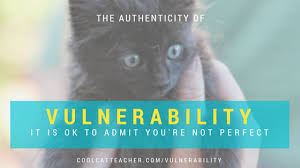 THE AUTHENTICITY OF
VULNERABILITY
IT IS OK TO ADMIT YOU'RE NOT PERFECT
COOLCATTEACHER.COM/VULNERABILITY